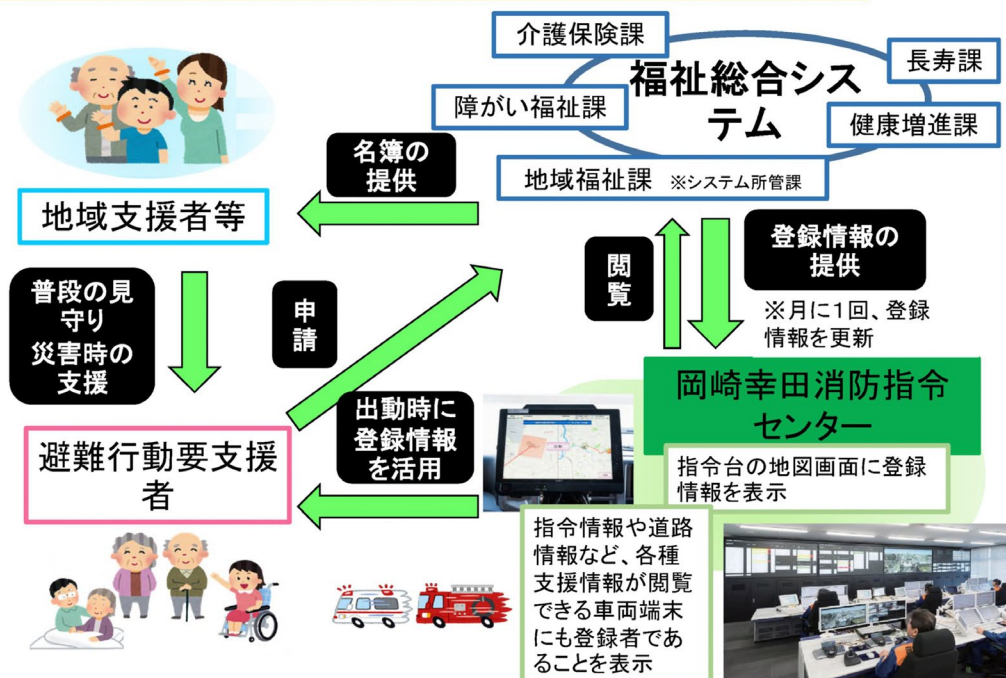 介護保険課
長寿課
福祉総合シス
テム
障がい福祉課
健康増進課
地域福祉課 ※システム所管課
名簿の
提供
地域支援者等
閲
覧
登録情報の
提供
※月に1回、登録
情報を更新
普段の見
守り
災害時の
支援
申
請
岡崎幸田消防指令
センター
出動時に
登録情報
を活用
避難行動要支援
者
指令台の地図画面に登録
情報を表示
指令情報や道路
情報など、各種
支援情報が閲覧
できる車両端末
にも登録者であ
ることを表示